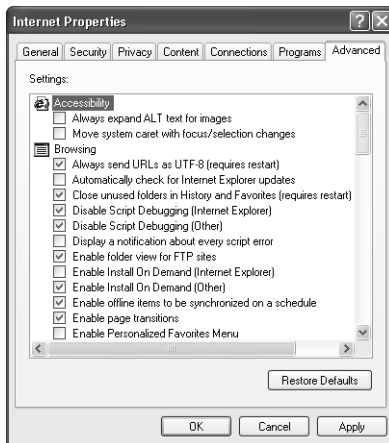 Internet Properties
General Security Privacy Content Connections Programs Advanced
Settings:
Accessibility
Always expand ALT text for images
Move system caret with focus/selection changes
Browsing
Always send URLs as UTF-8 (requires restart)
Automatically check for Internet Explorer updates
Close unused folders in History and Favorites (requires restart)
Disable Script Debugging (Internet Explorer)
Disable Script Debugging (Other)
Display a notification about every script error
Enable folder view for FTP sites
Enable Install On Demand (Internet Explorer)
Enable Install On Demand (Other)
Enable offline items to be synchronized on a schedule
Enable page transitions
Enable Personalized Favorites Menu
Restore Defaults
OK Cancel Apply